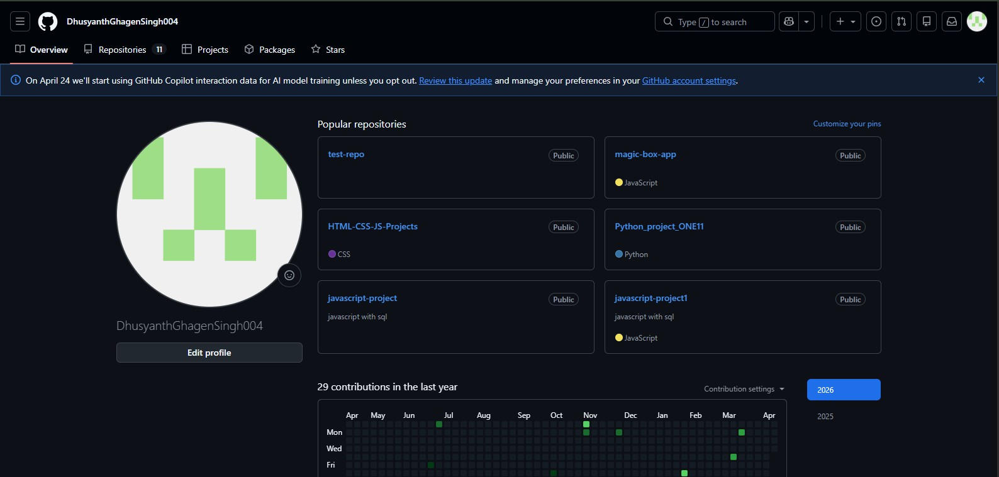 DhusyanthGhagenSingh004
Type / to search
Overview
Repositories 11
Projects
Packages
Stars
On April 24 we'll start using GitHub Copilot interaction data for AI model training unless you opt out. Review this update and manage your preferences in your GitHub account settings.
DhusyanthGhagenSingh004
Edit profile
Popular repositories
Customize your pins
test-repo
Public
magic-box-app
Public
JavaScript
HTML-CSS-JS-Projects
Public
CSS
Python_project_ONE11
Public
Python
javascript-project
Public
javascript with sql
javascript-project1
Public
javascript with sql
JavaScript
29 contributions in the last year
Contribution settings
2026
2025
Apr May Jun Jul Aug Sep Oct Nov Dec Jan Feb Mar Apr
Mon
Wed
Fri